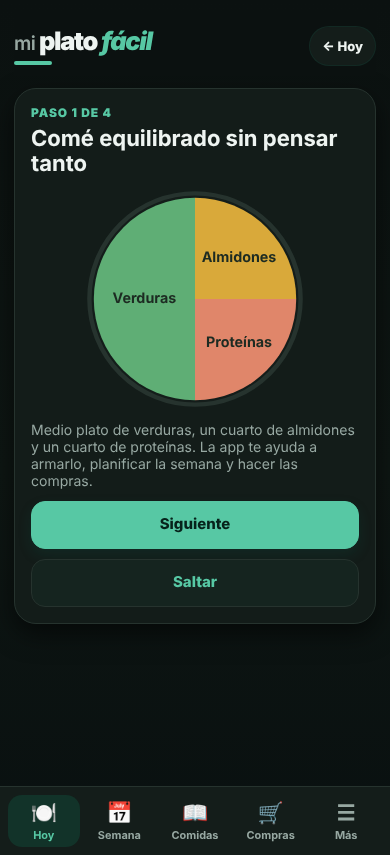 mi plato fácil
← Hoy
PASO 1 DE 4
Comé equilibrado sin pensar
tanto
Almidones
Verduras
Proteínas
Medio plato de verduras, un cuarto de almidones
y un cuarto de proteínas. La app te ayuda a
armarlo, planificar la semana y hacer las
compras.
Siguiente
Saltar
Hoy
Semana
Comidas
Compras
Más